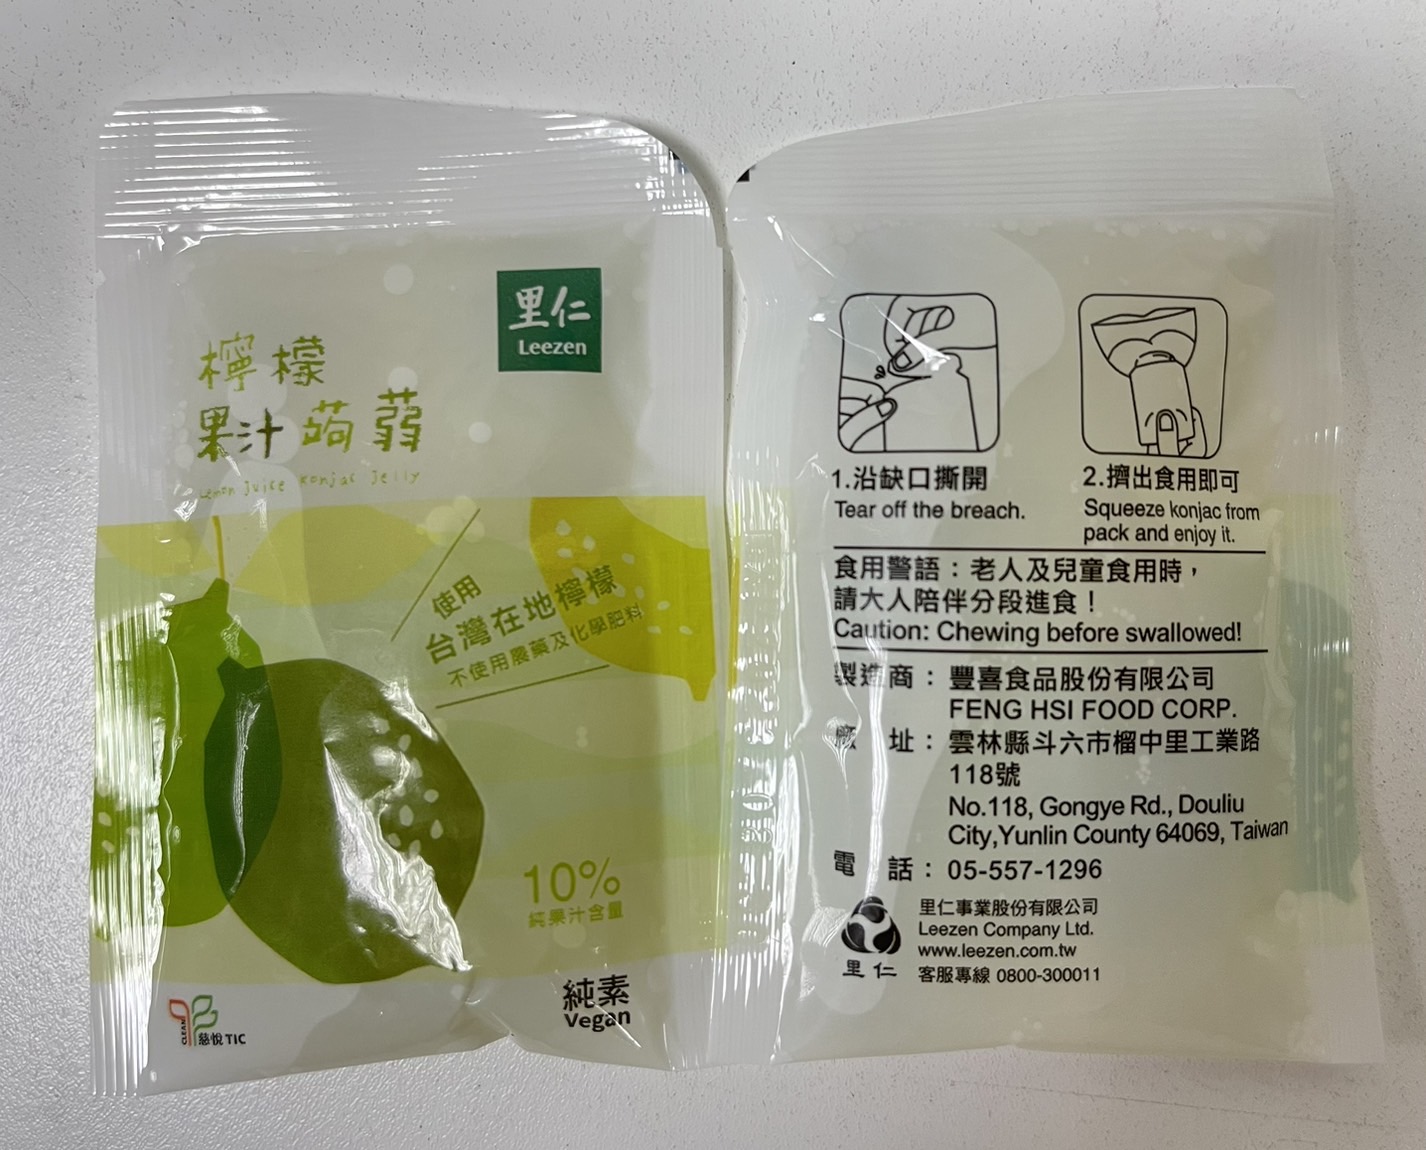 里仁
Leezen
檸檬
果汁蒟蒻
Lemon Juice Konjac Jelly
使用
台灣在地檸檬
不使用農藥及化學肥料
10%
純果汁含量
純素
Vegan
CLEAN
慈悅 TIC
1.沿缺口撕開
Tear off the breach.
2.擠出食用即可
Squeeze konjac from
pack and enjoy it.
食用警語：老人及兒童食用時，
請大人陪伴分段進食！
Caution: Chewing before swallowed!
製造商：豐喜食品股份有限公司
FENG HSI FOOD CORP.
廠 址：雲林縣斗六市榴中里工業路
118號
No.118, Gongye Rd., Douliu
City,Yunlin County 64069, Taiwan
電 話：05-557-1296
里仁
里仁事業股份有限公司
Leezen Company Ltd.
www.leezen.com.tw
客服專線 0800-300011